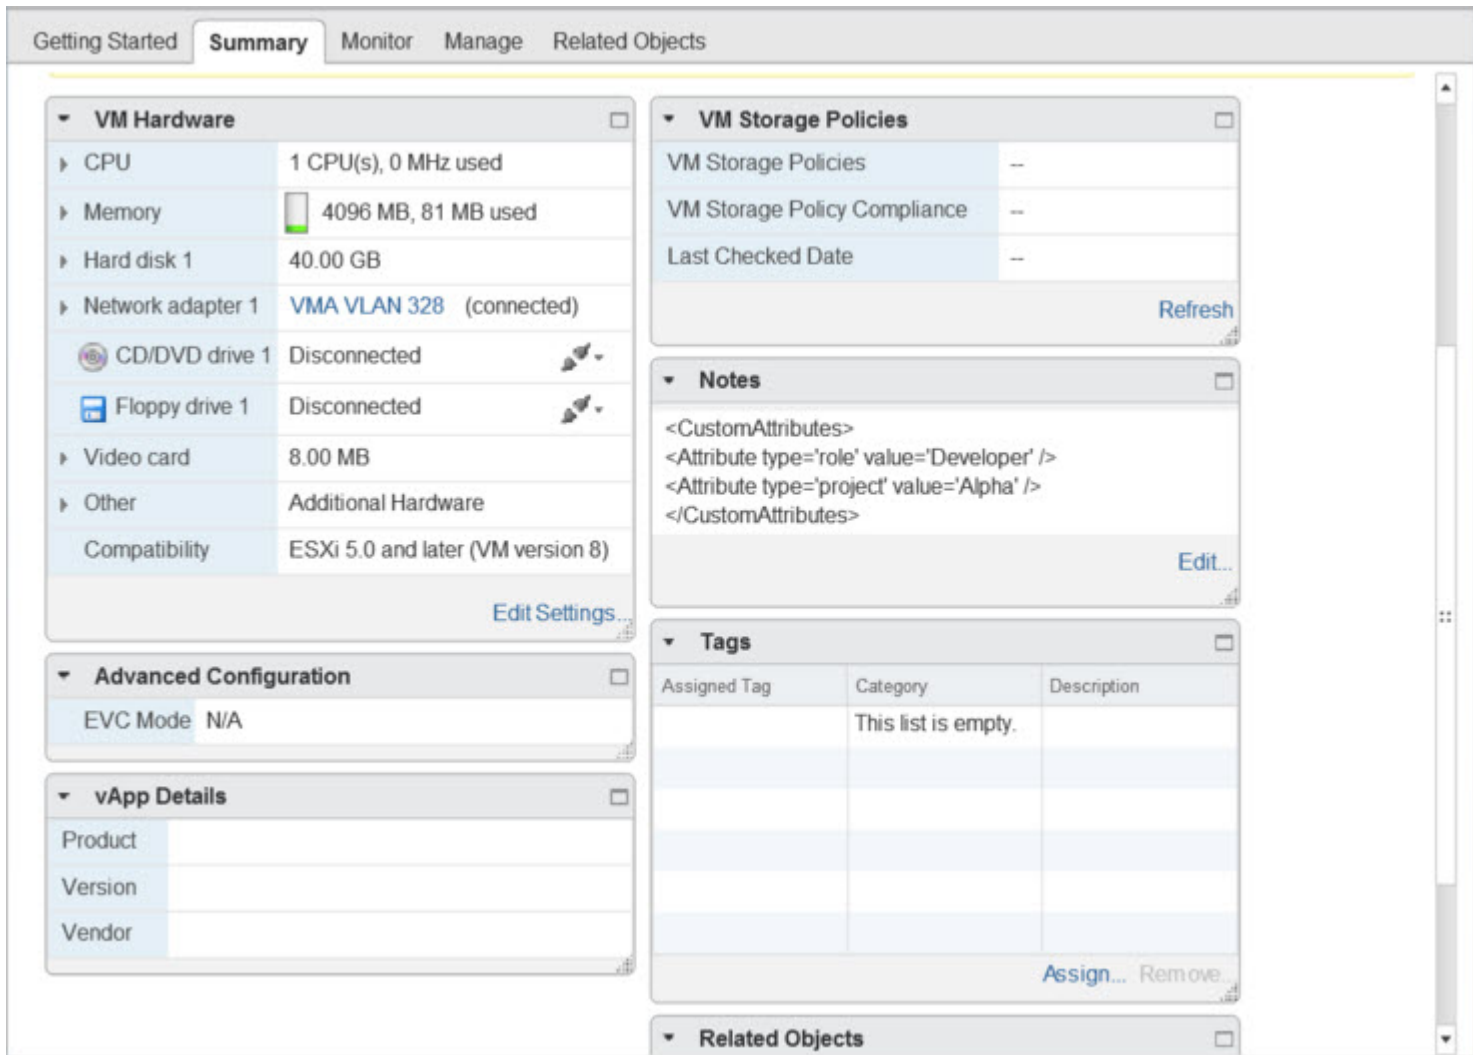 Getting Started Summary Monitor Manage Related Objects
VM Hardware
CPU 1 CPU(s), 0 MHz used
Memory 4096 MB, 81 MB used
Hard disk 1 40.00 GB
Network adapter 1 VMA VLAN 328 (connected)
CD/DVD drive 1 Disconnected
Floppy drive 1 Disconnected
Video card 8.00 MB
Other Additional Hardware
Compatibility ESXi 5.0 and later (VM version 8)
Edit Settings...
Advanced Configuration
EVC Mode N/A
vApp Details
Product
Version
Vendor
VM Storage Policies
VM Storage Policies --
VM Storage Policy Compliance --
Last Checked Date --
Refresh
Notes
<CustomAttributes>
<Attribute type='role' value='Developer' />
<Attribute type='project' value='Alpha' />
</CustomAttributes>
Edit...
Tags
Assigned Tag Category Description
This list is empty.
Assign... Remove...
Related Objects